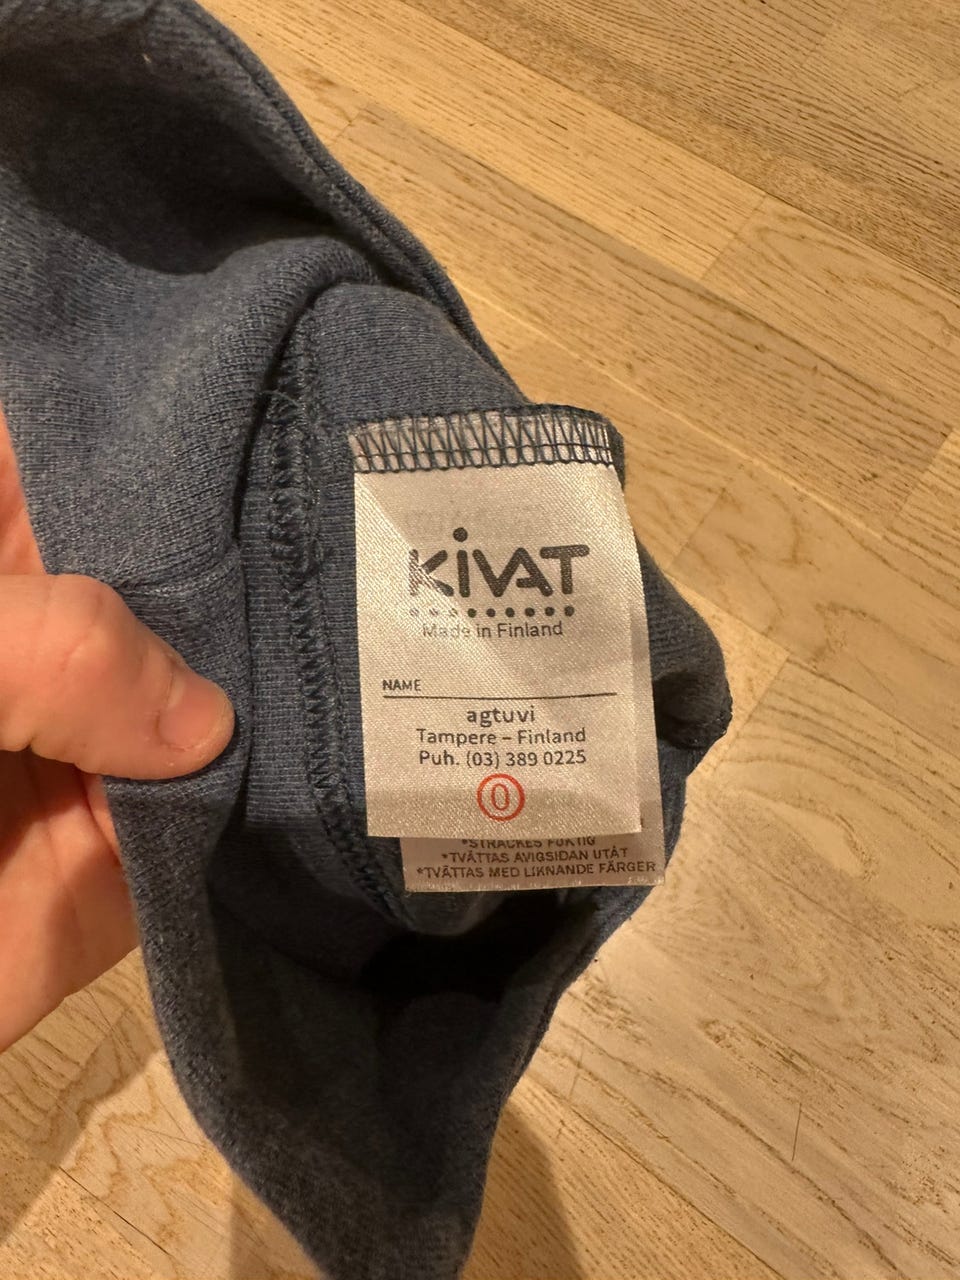 KiVAT
Made in Finland
NAME
agtuvi
Tampere – Finland
Puh. (03) 389 0225
0
*STRÄCKES FUKTIG
*TVÄTTAS AVIGSIDAN UTÅT
*TVÄTTAS MED LIKNANDE FÄRGER